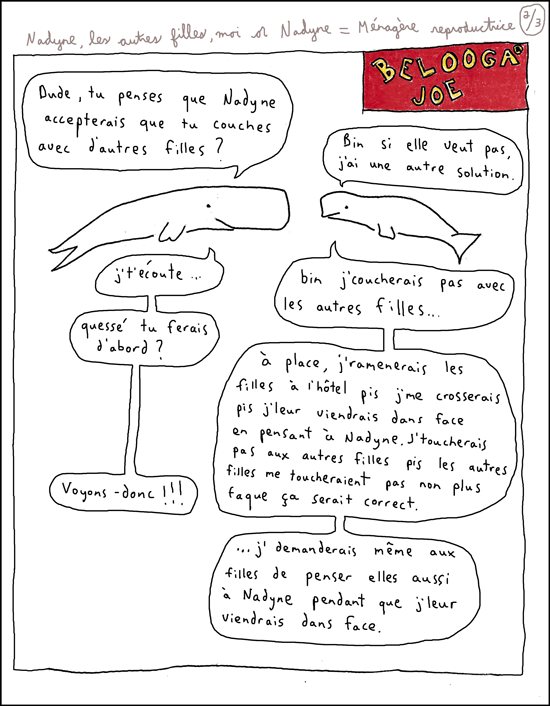 Nadyne, les autres filles, moi & Nadyne = Ménagère reproductrice 2/3
BELOOGA
JOE
Dude, tu penses que Nadyne
accepterais que tu couches
avec d'autres filles ?
Bin si elle veut pas,
j'ai une autre solution.
j't'écoute...
bin j'coucherais pas avec
les autres filles...
quessé tu ferais
d'abord ?
à place, j'ramenerais les
filles à l'hôtel pis j'me crosserais
pis j'leur viendrais dans face
en pensant à Nadyne. J'toucherais
pas aux autres filles pis les autres
filles me toucheraient pas non plus
faque ça serait correct.
Voyons-donc !!!
...j'demanderais même aux
filles de penser elles aussi
à Nadyne pendant que j'leur
viendrais dans face.